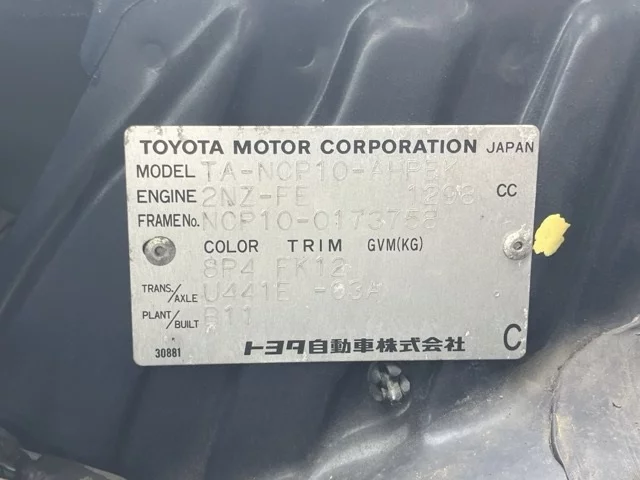 TOYOTA MOTOR CORPORATION JAPAN
MODEL TA-NCP10-AHPBK
ENGINE 2NZ-FE 1298 CC
FRAME No. NCP10-0173758
COLOR TRIM GVM(KG)
8P4 FK12
TRANS./AXLE U441E -03A
PLANT/BUILT B11
30881 トヨタ自動車株式会社 C